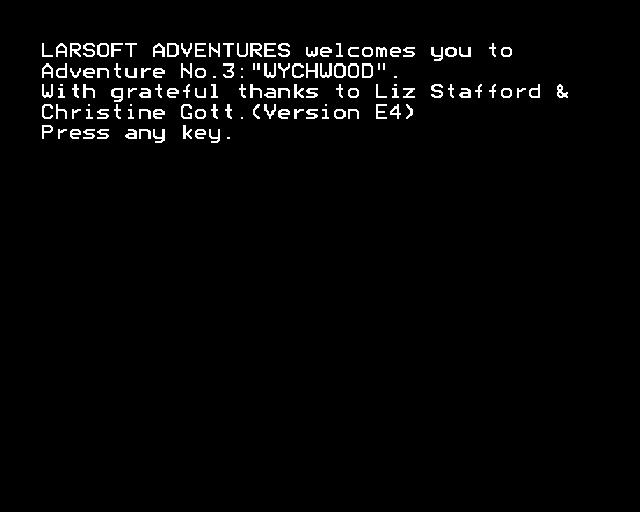 LARSOFT ADVENTURES welcomes you to
Adventure No.3:"WYCHWOOD".
With grateful thanks to Liz Stafford &
Christine Gott.(Version E4)
Press any key.